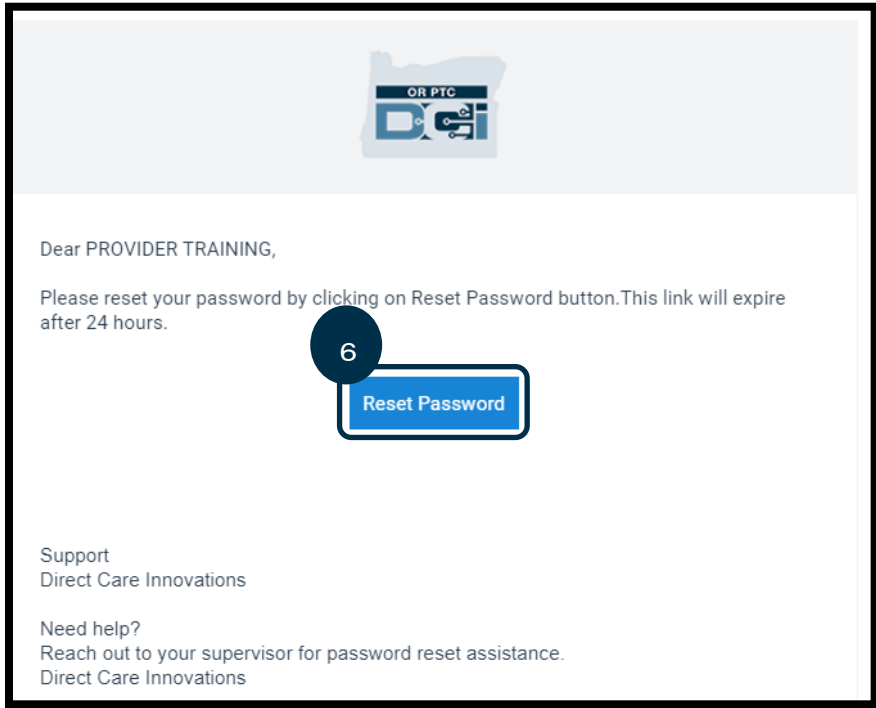 OR PTC
DCi
Dear PROVIDER TRAINING,
Please reset your password by clicking on Reset Password button.This link will expire
after 24 hours.
6
Reset Password
Support
Direct Care Innovations
Need help?
Reach out to your supervisor for password reset assistance.
Direct Care Innovations